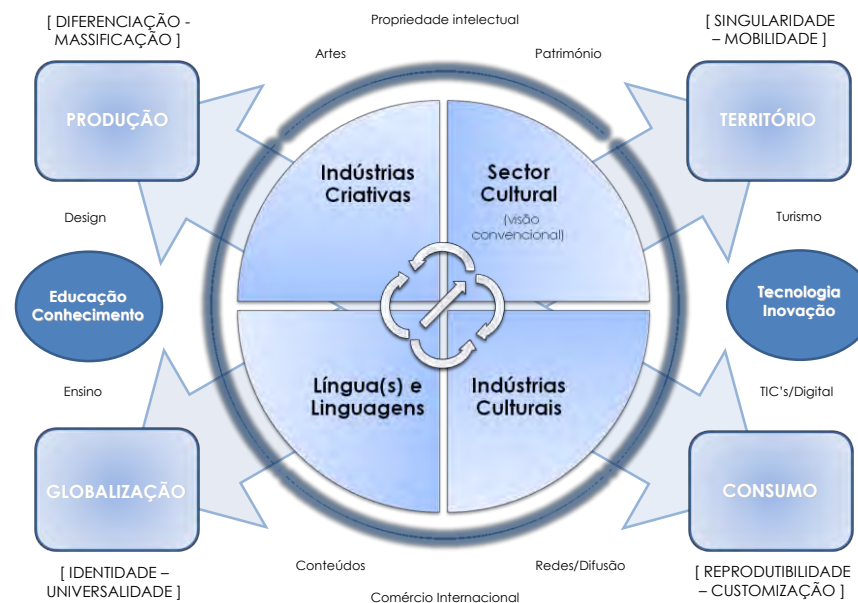 [ DIFERENCIAÇÃO -
MASSIFICAÇÃO ]
Propriedade intelectual
[ SINGULARIDADE
– MOBILIDADE ]
Artes
Património
PRODUÇÃO
TERRITÓRIO
Indústrias
Criativas
Sector
Cultural
(visão
convencional)
Design
Turismo
Educação
Conhecimento
Tecnologia
Inovação
Língua(s) e
Linguagens
Indústrias
Culturais
Ensino
TIC's/Digital
GLOBALIZAÇÃO
CONSUMO
Conteúdos
Redes/Difusão
[ IDENTIDADE –
UNIVERSALIDADE ]
Comércio Internacional
[ REPRODUTIBILIDADE
– CUSTOMIZAÇÃO ]